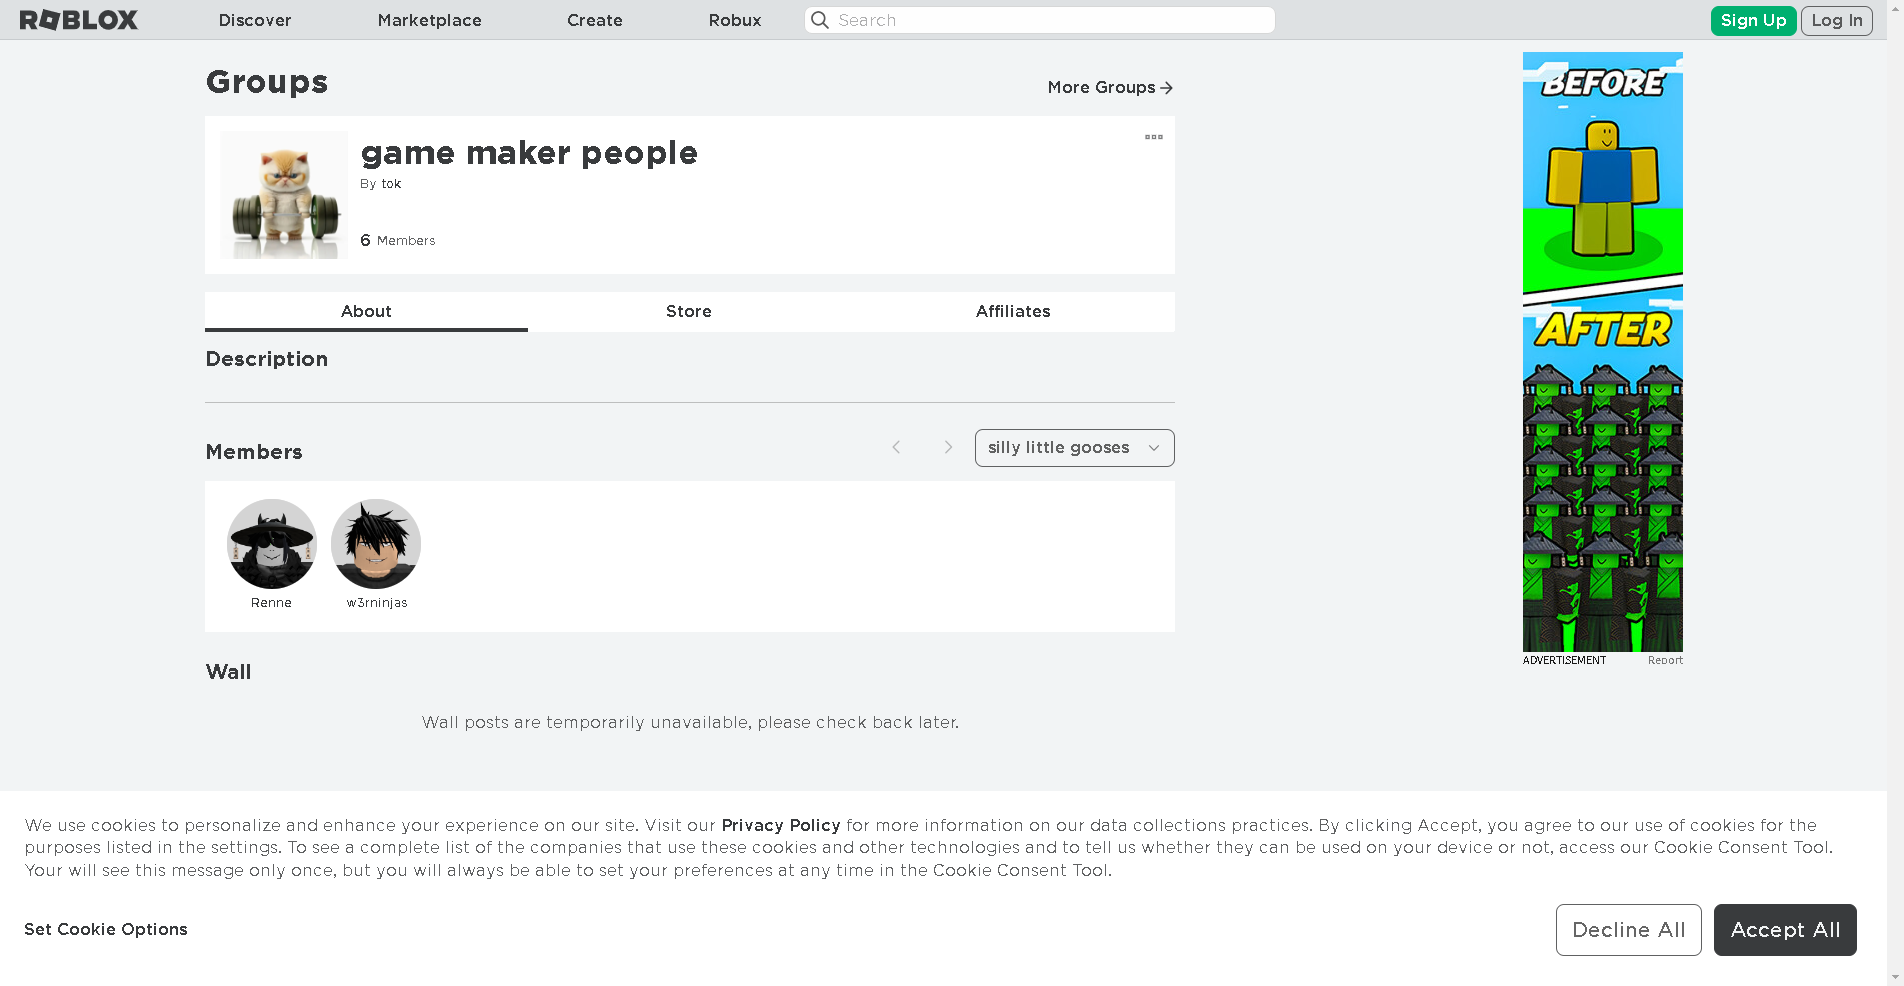 ROBLOX
Discover
Marketplace
Create
Robux
Search
Sign Up
Log In
Groups
More Groups
game maker people
By tok
6 Members
About
Store
Affiliates
Description
Members
silly little gooses
Renne
w3rninjas
Wall
Wall posts are temporarily unavailable, please check back later.
BEFORE
AFTER
ADVERTISEMENT
Report
We use cookies to personalize and enhance your experience on our site. Visit our Privacy Policy for more information on our data collections practices. By clicking Accept, you agree to our use of cookies for the
purposes listed in the settings. To see a complete list of the companies that use these cookies and other technologies and to tell us whether they can be used on your device or not, access our Cookie Consent Tool.
Your will see this message only once, but you will always be able to set your preferences at any time in the Cookie Consent Tool.
Set Cookie Options
Decline All
Accept All